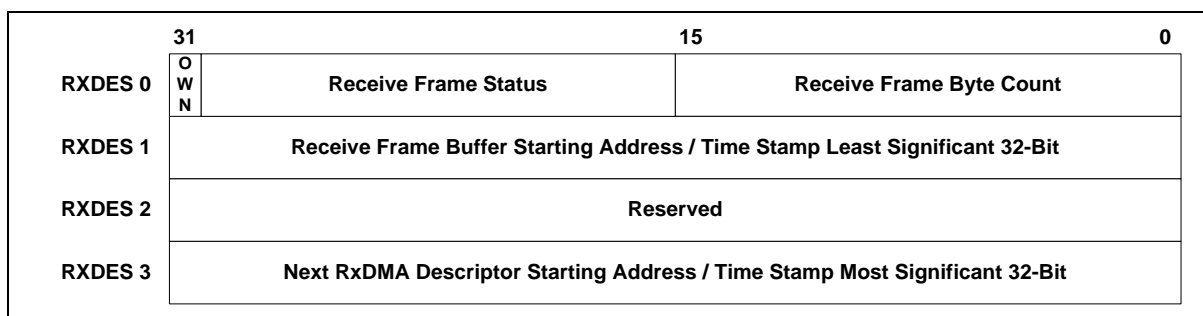 31 15 0
RXDES 0 O W N Receive Frame Status Receive Frame Byte Count
RXDES 1 Receive Frame Buffer Starting Address / Time Stamp Least Significant 32-Bit
RXDES 2 Reserved
RXDES 3 Next RxDMA Descriptor Starting Address / Time Stamp Most Significant 32-Bit